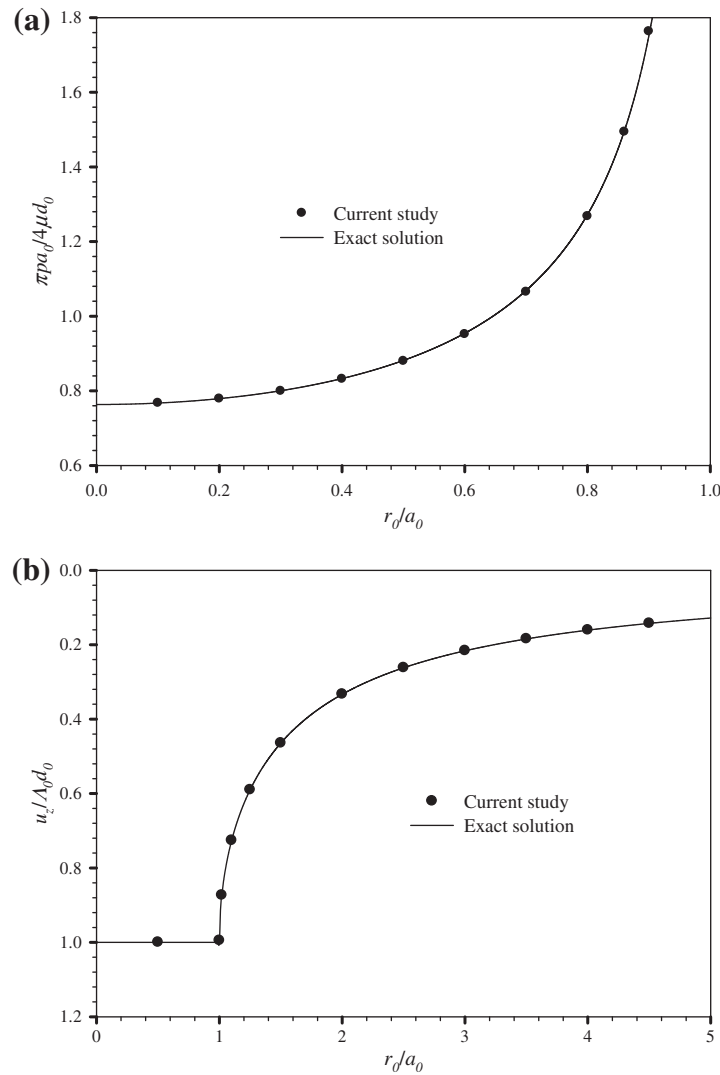 (a)
1.8
1.6
1.4
1.2
1.0
0.8
0.6
πpa₀/4μd₀
Current study
Exact solution
0.0 0.2 0.4 0.6 0.8 1.0
r₀/a₀
(b)
0.0
0.2
0.4
0.6
0.8
1.0
1.2
u_z/Λ₀d₀
Current study
Exact solution
0 1 2 3 4 5
r₀/a₀